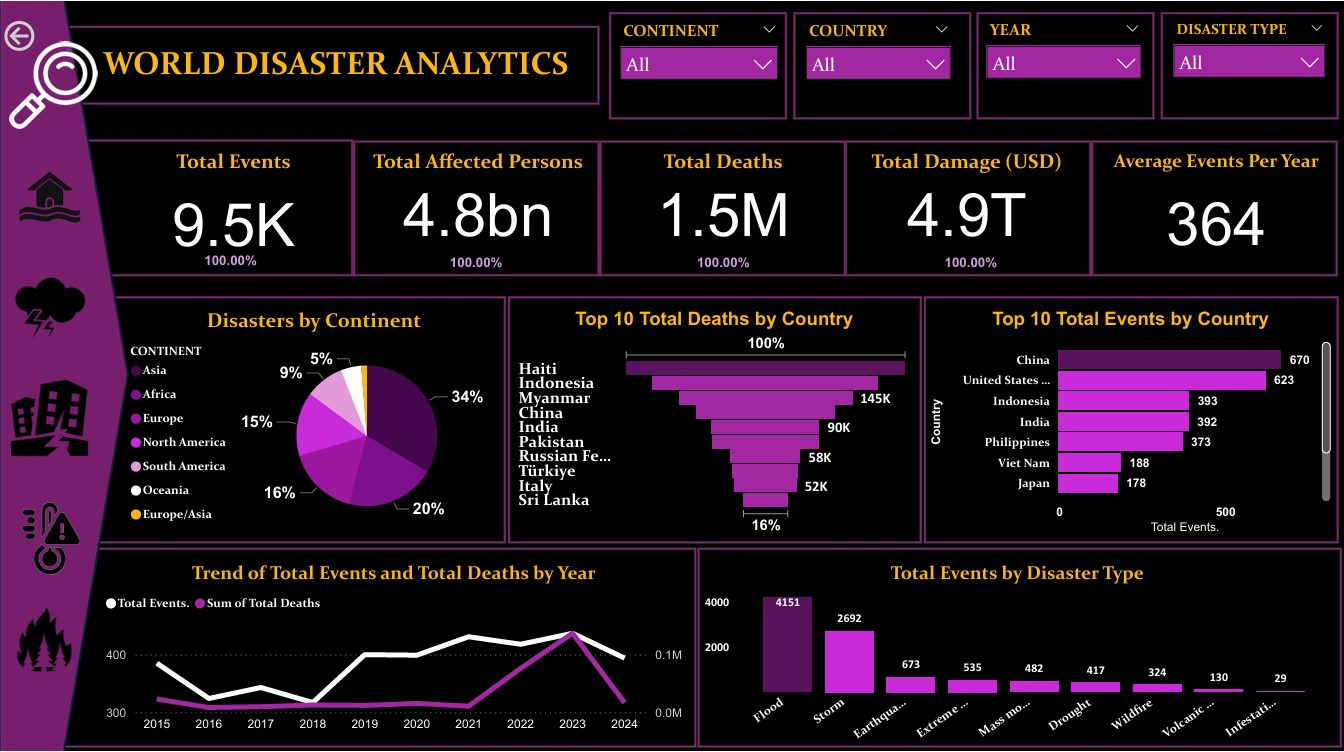 WORLD DISASTER ANALYTICS
CONTINENT
All
COUNTRY
All
YEAR
All
DISASTER TYPE
All
Total Events
9.5K
100.00%
Total Affected Persons
4.8bn
100.00%
Total Deaths
1.5M
100.00%
Total Damage (USD)
4.9T
100.00%
Average Events Per Year
364
Disasters by Continent
CONTINENT
Asia
Africa
Europe
North America
South America
Oceania
Europe/Asia
5%
9%
34%
15%
16%
20%
Top 10 Total Deaths by Country
100%
Haiti
Indonesia
Myanmar 145K
China
India 90K
Pakistan
Russian Fe... 58K
Türkiye
Italy 52K
Sri Lanka
16%
Top 10 Total Events by Country
Country
China 670
United States ... 623
Indonesia 393
India 392
Philippines 373
Viet Nam 188
Japan 178
0 500
Total Events.
Trend of Total Events and Total Deaths by Year
Total Events. Sum of Total Deaths
400 0.1M
300 0.0M
2015 2016 2017 2018 2019 2020 2021 2022 2023 2024
Total Events by Disaster Type
4000
2000
4151 2692 673 535 482 417 324 130 29
Flood Storm Earthqua... Extreme ... Mass mo... Drought Wildfire Volcanic ... Infestati...